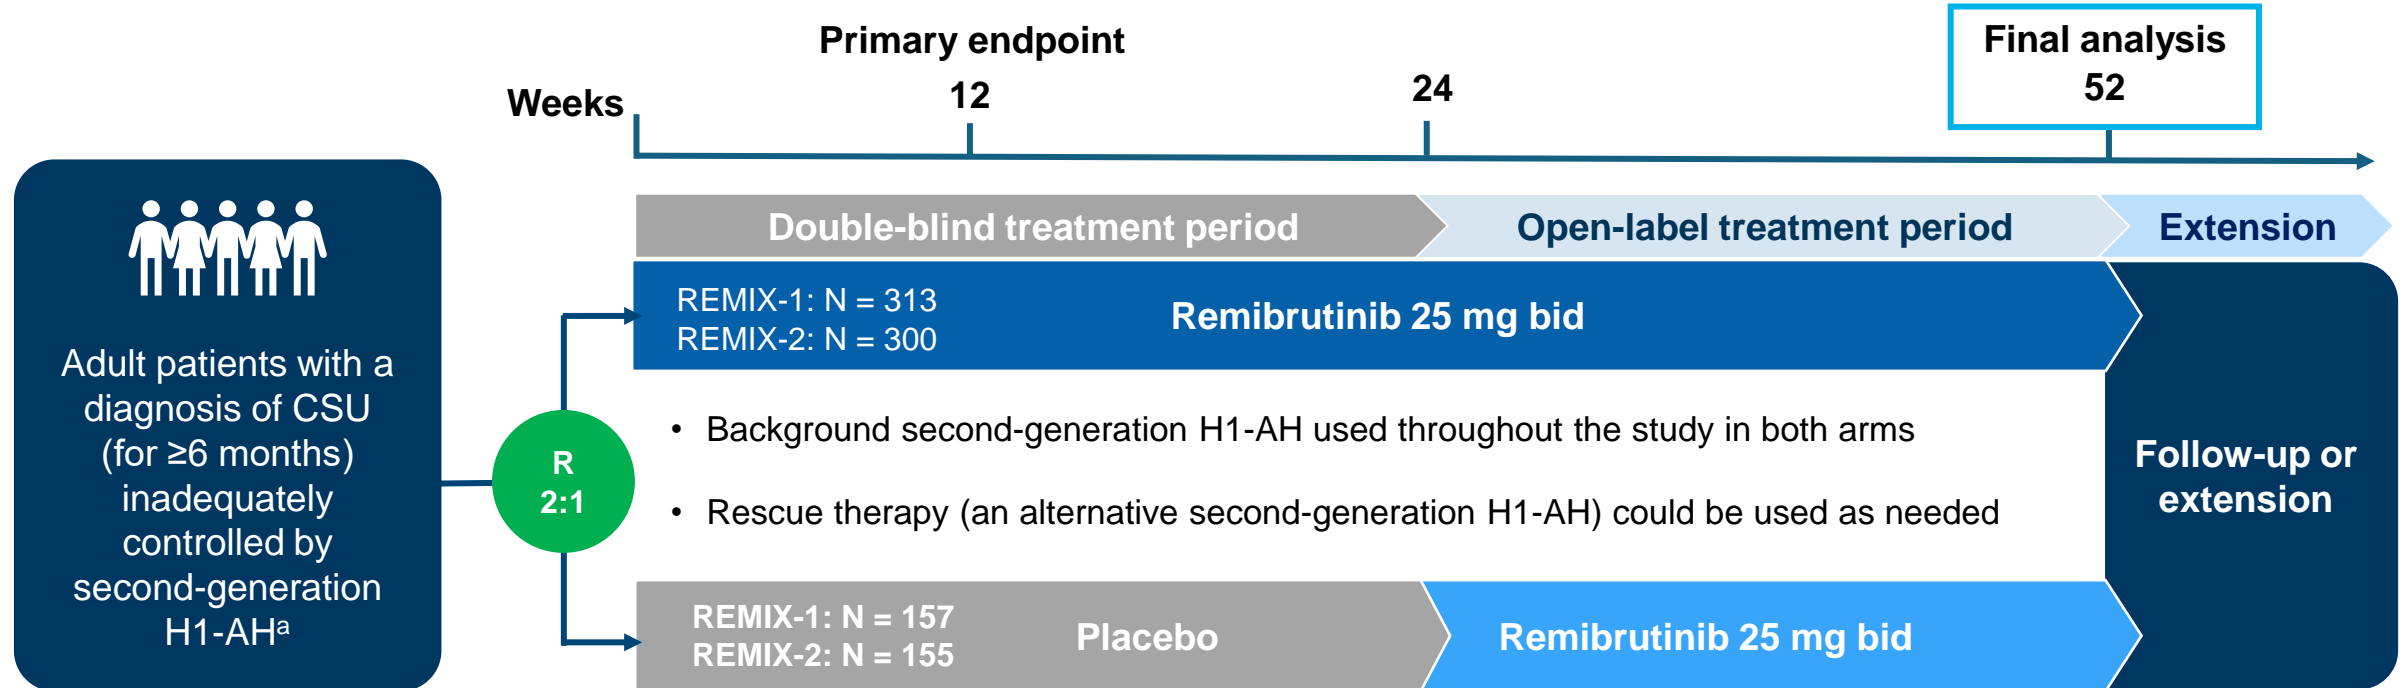 Primary endpoint
Final analysis
Weeks
12
24
52
Double-blind treatment period
Open-label treatment period
Extension
Adult patients with a
diagnosis of CSU
(for ≥6 months)
inadequately
controlled by
second-generation
H1-AHᵃ
R
2:1
REMIX-1: N = 313
REMIX-2: N = 300
Remibrutinib 25 mg bid
• Background second-generation H1-AH used throughout the study in both arms
• Rescue therapy (an alternative second-generation H1-AH) could be used as needed
REMIX-1: N = 157
REMIX-2: N = 155
Placebo
Remibrutinib 25 mg bid
Follow-up or
extension